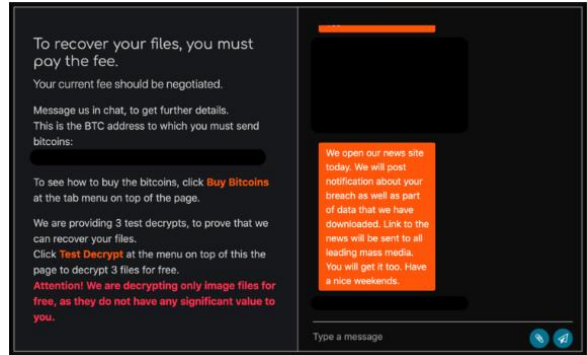 To recover your files, you must
pay the fee.
Your current fee should be negotiated.
Message us in chat, to get further details.
This is the BTC address to which you must send
bitcoins:
To see how to buy the bitcoins, click Buy Bitcoins
at the tab menu on top of the page.
We are providing 3 test decrypts, to prove that we
can recover your files.
Click Test Decrypt at the menu on top of this the
page to decrypt 3 files for free.
Attention! We are decrypting only image files for
free, as they do not have any significant value to
you.
We open our news site
today. We will post
notification about your
breach as well as part
of data that we have
downloaded. Link to the
news will be sent to all
leading mass media.
You will get it too. Have
a nice weekends.
Type a message